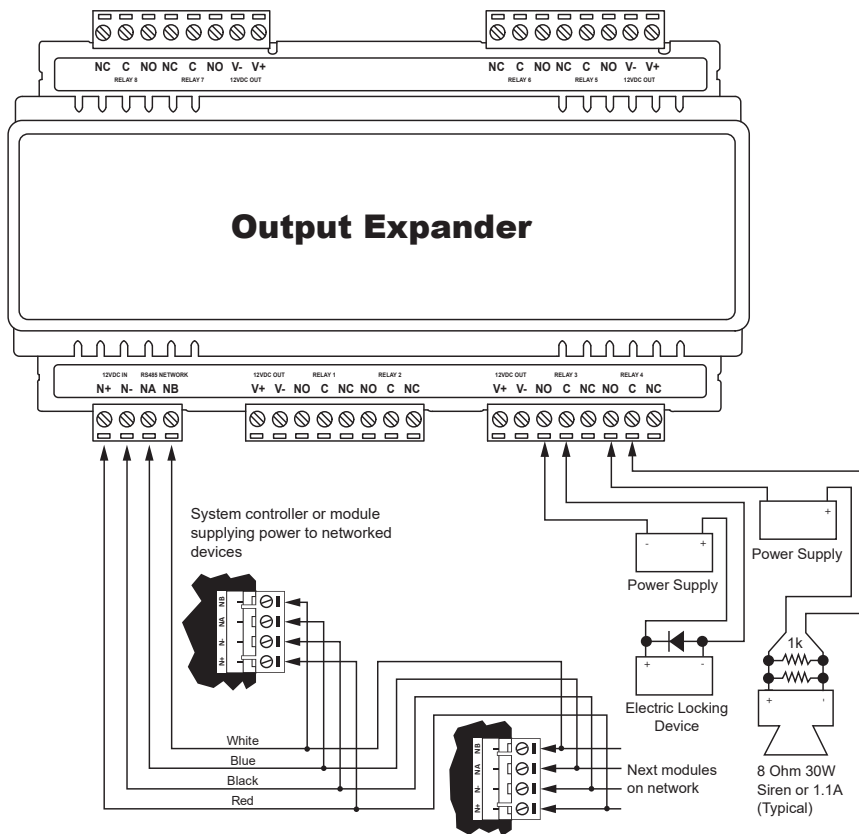 NC C NO NC C NO V- V+
RELAY 8 RELAY 7 12VDC OUT
NC C NO NC C NO V- V+
RELAY 6 RELAY 5 12VDC OUT
Output Expander
12VDC IN RS485 NETWORK
N+ N- NA NB
12VDC OUT RELAY 1 RELAY 2
V+ V- NO C NC NO C NC
12VDC OUT RELAY 3 RELAY 4
V+ V- NO C NC NO C NC
System controller or module
supplying power to networked
devices
NB
NA
N-
N+
- +
Power Supply
- +
Power Supply
+ -
Electric Locking
Device
1k
+ -
8 Ohm 30W
Siren or 1.1A
(Typical)
White
Blue
Black
Red
NB
NA
N-
N+
Next modules
on network